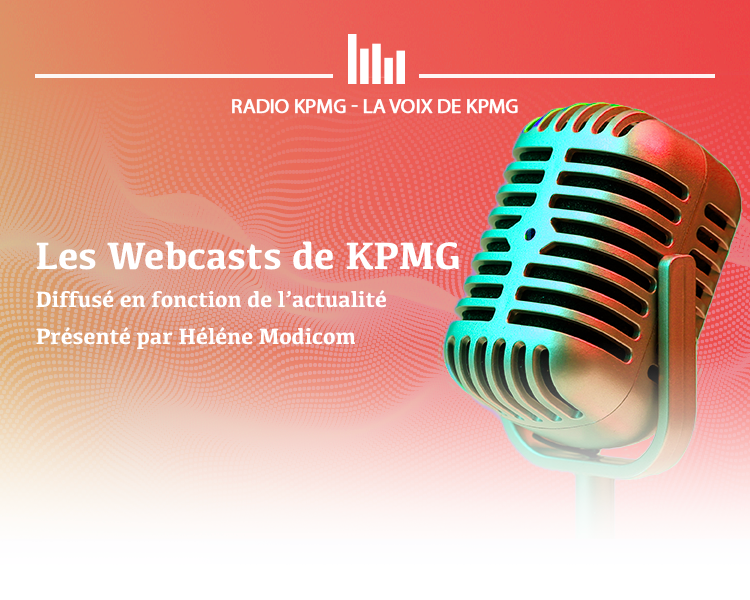 RADIO KPMG - LA VOIX DE KPMG
Les Webcasts de KPMG
Diffusé en fonction de l'actualité
Présenté par Héléne Modicom